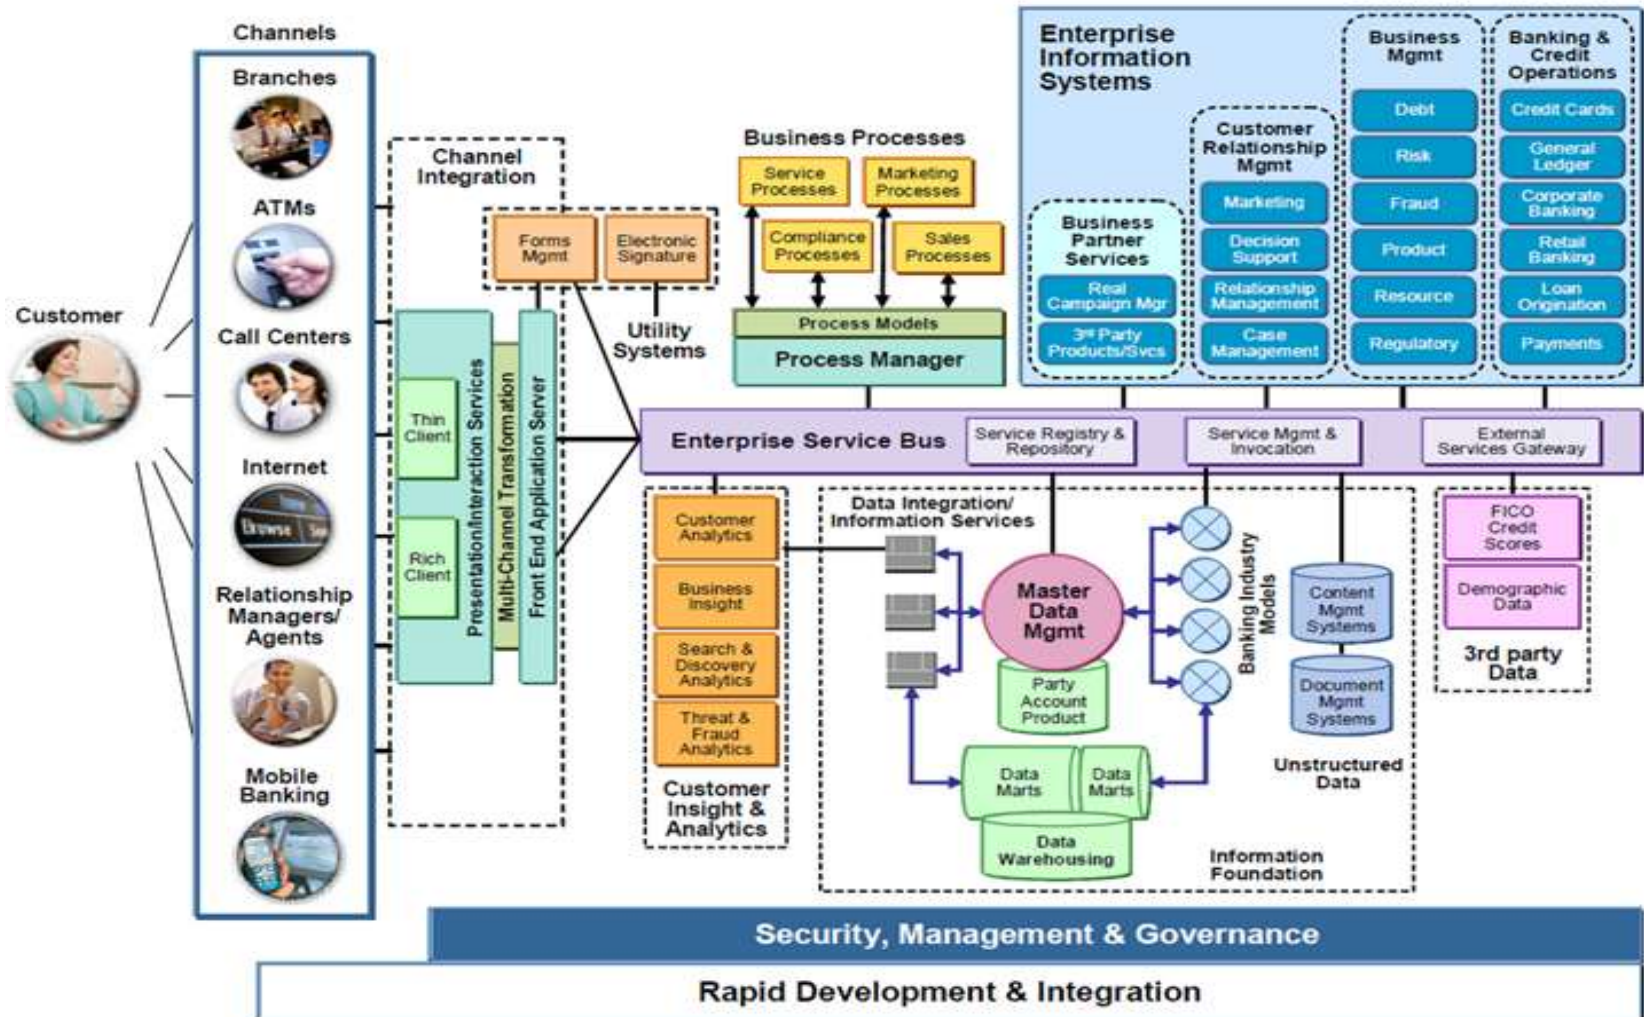 Channels
Branches
ATMs
Customer
Call Centers
Internet
Browse
Relationship
Managers/
Agents
Mobile
Banking
Channel
Integration
Forms
Mgmt
Electronic
Signature
Utility
Systems
Thin
Client
Rich
Client
Presentation/Interaction Services
Multi-Channel Transformation
Front End Application Server
Business Processes
Service
Processes
Marketing
Processes
Compliance
Processes
Sales
Processes
Process Models
Process Manager
Enterprise
Information
Systems
Business
Partner
Services
Real
Campaign Mgr
3rd Party
Products/Svcs
Customer
Relationship
Mgmt
Marketing
Decision
Support
Relationship
Management
Case
Management
Business
Mgmt
Debt
Risk
Fraud
Product
Resource
Regulatory
Banking &
Credit
Operations
Credit Cards
General
Ledger
Corporate
Banking
Retail
Banking
Loan
Origination
Payments
Enterprise Service Bus
Service Registry &
Repository
Service Mgmt &
Invocation
External
Services Gateway
Customer
Analytics
Business
Insight
Search &
Discovery
Analytics
Threat &
Fraud
Analytics
Customer
Insight &
Analytics
Data Integration/
Information Services
Master
Data
Mgmt
Party
Account
Product
Data
Marts
Data
Marts
Data
Warehousing
Banking Industry
Models
Content
Mgmt
Systems
Document
Mgmt
Systems
Unstructured
Data
Information
Foundation
FICO
Credit
Scores
Demographic
Data
3rd party
Data
Security, Management & Governance
Rapid Development & Integration